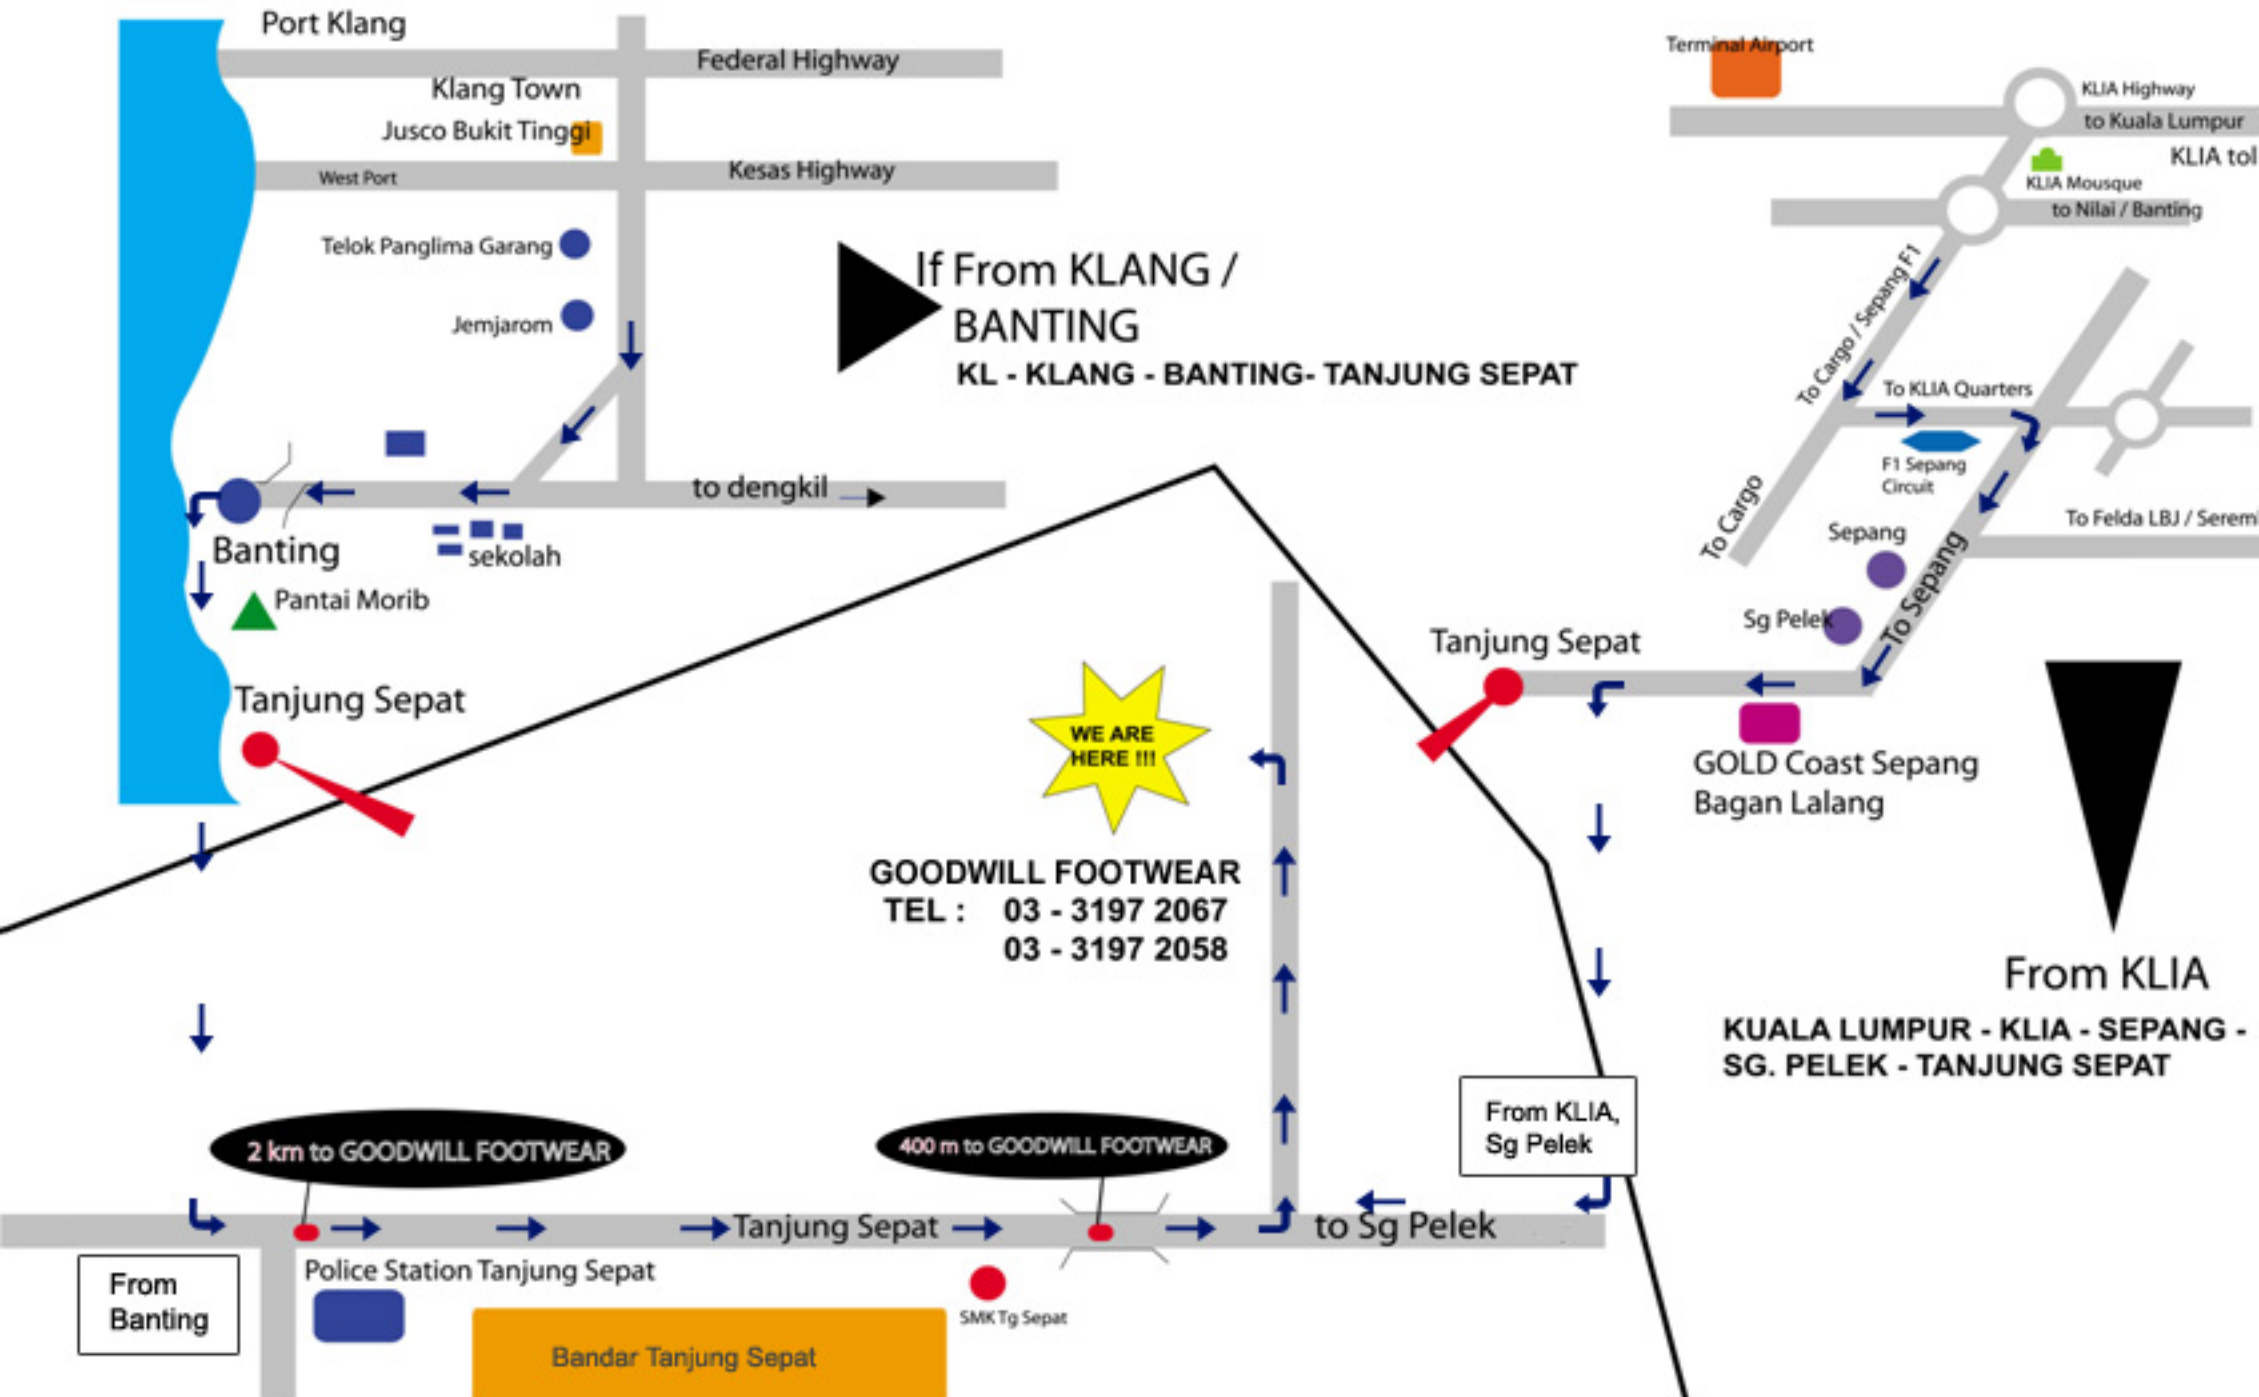 Port Klang
Federal Highway
Klang Town
Jusco Bukit Tinggi
West Port
Kesas Highway
Telok Panglima Garang
Jemjarom
If From KLANG /
BANTING
KL - KLANG - BANTING- TANJUNG SEPAT
to dengkil
Banting
sekolah
Pantai Morib
Tanjung Sepat
Terminal Airport
KLIA Highway
to Kuala Lumpur
KLIA tol
KLIA Mousque
to Nilai / Banting
To Cargo / Sepang F1
To KLIA Quarters
F1 Sepang
Circuit
To Cargo
To Felda LBJ / Seremb
Sepang
To Sepang
Sg Pelek
Tanjung Sepat
GOLD Coast Sepang
Bagan Lalang
From KLIA
KUALA LUMPUR - KLIA - SEPANG -
SG. PELEK - TANJUNG SEPAT
WE ARE
HERE !!!
GOODWILL FOOTWEAR
TEL : 03 - 3197 2067
03 - 3197 2058
From KLIA,
Sg Pelek
2 km to GOODWILL FOOTWEAR
400 m to GOODWILL FOOTWEAR
Tanjung Sepat
to Sg Pelek
From
Banting
Police Station Tanjung Sepat
SMK Tg Sepat
Bandar Tanjung Sepat